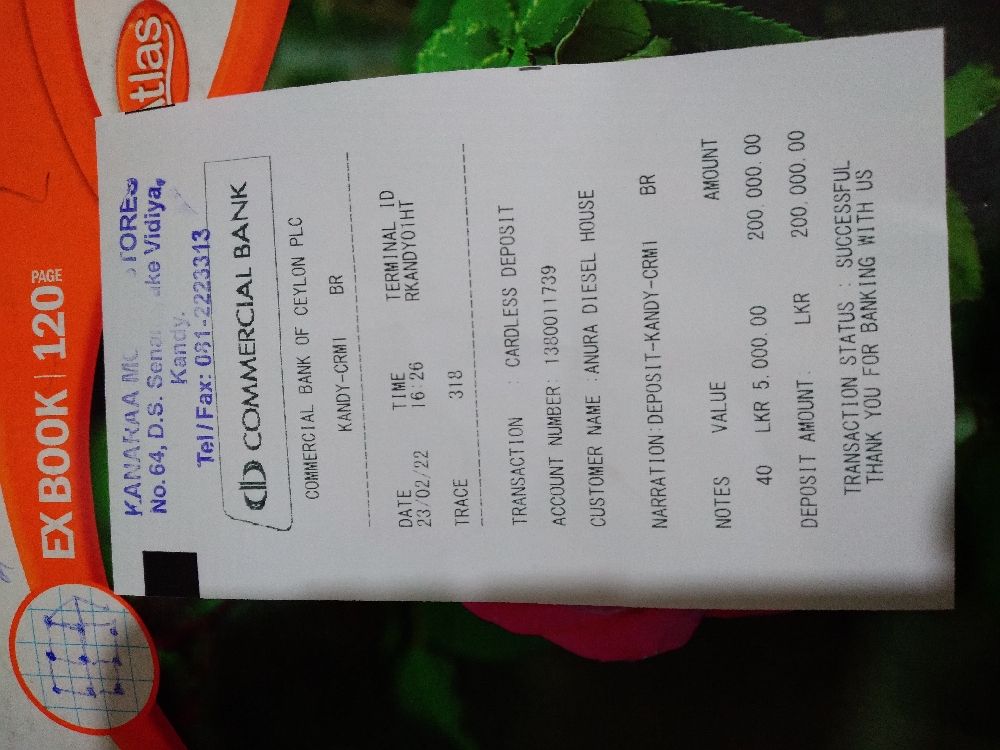 EX BOOK | 120 PAGE
Atlas
KANARAA
No. 64, D.S. Vidiya,
Kandy.
Tel / Fax: 081-2223313
COMMERCIAL BANK
COMMERCIAL BANK OF CEYLON PLC
KANDY-CRM1 BR
DATE TIME TERMINAL ID
23/02/22 16:26 RKANDY01HT
TRACE 318
TRANSACTION : CARDLESS DEPOSIT
ACCOUNT NUMBER: 1380011739
CUSTOMER NAME :ANURA DIESEL HOUSE
NARRATION:DEPOSIT-KANDY-CRM1 BR
NOTES VALUE AMOUNT
40 LKR 5,000.00 200,000.00
DEPOSIT AMOUNT: LKR 200,000.00
TRANSACTION STATUS : SUCCESSFUL
THANK YOU FOR BANKING WITH US